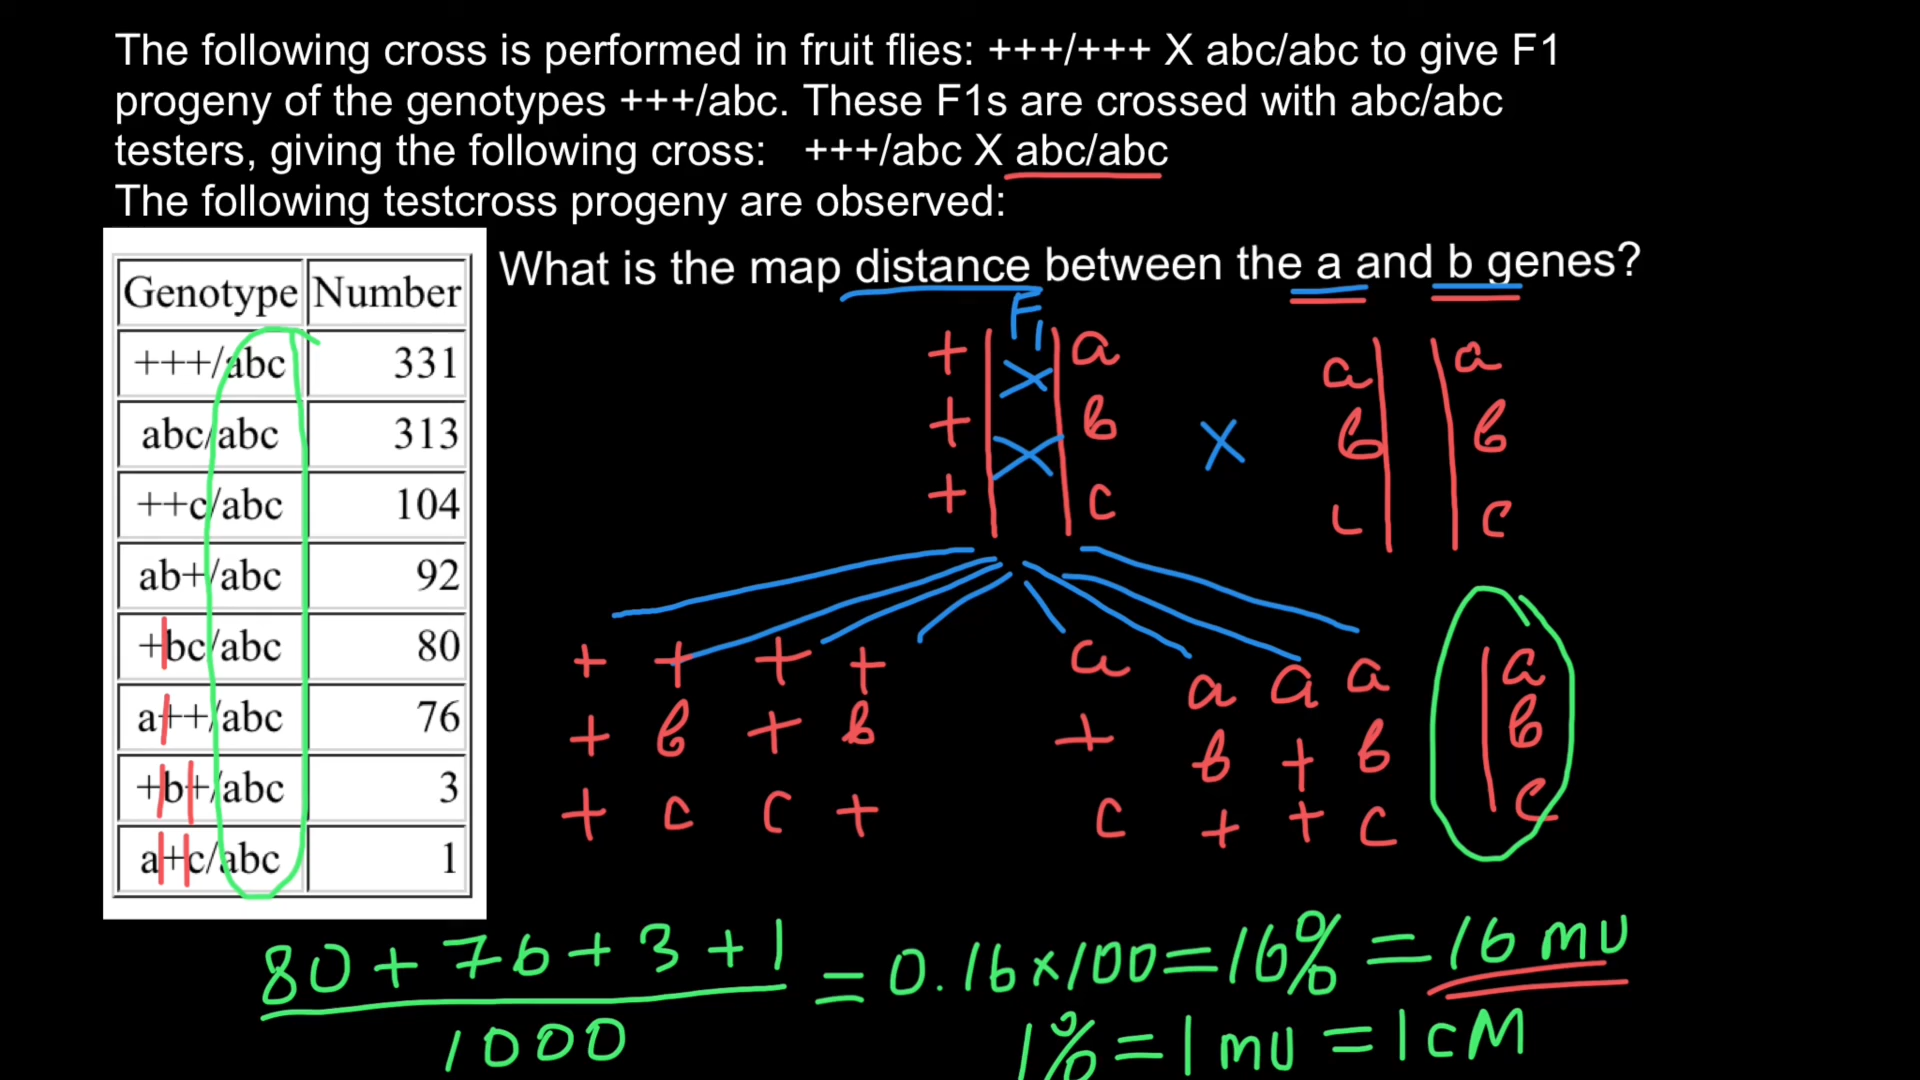 The following cross is performed in fruit flies: +++/+++ X abc/abc to give F1
progeny of the genotypes +++/abc. These F1s are crossed with abc/abc
testers, giving the following cross: +++/abc X abc/abc
The following testcross progeny are observed:
What is the map distance between the a and b genes?
Genotype Number
+++/abc 331
abc/abc 313
++c/abc 104
ab+/abc 92
+bc/abc 80
a++/abc 76
+b+/abc 3
a+c/abc 1
F1
+ a a a
+ b X b b
+ c c c
+ + + + a a a a a
+ b + b + b + b b
+ c c + c + + c c
80 + 76 + 3 + 1 = 0.16x100=16% = 16 mu
1000
1% = 1 mu = 1 cM